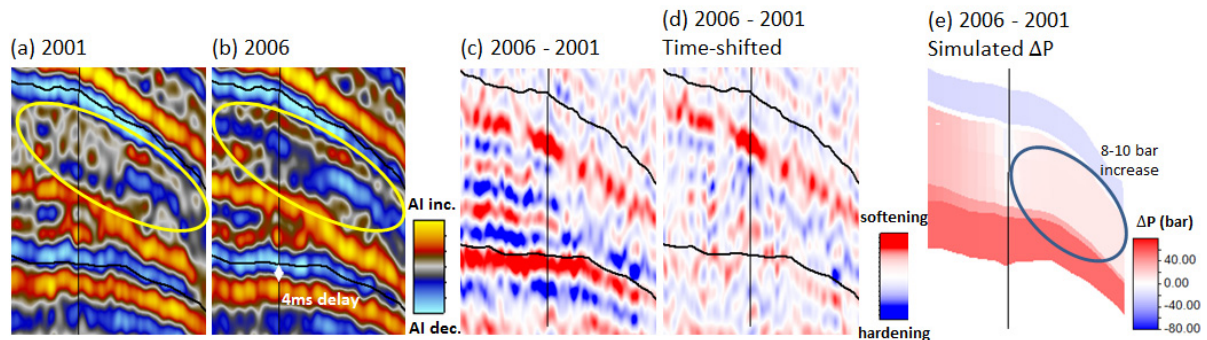 (a) 2001
(b) 2006
(c) 2006 - 2001
(d) 2006 - 2001
Time-shifted
(e) 2006 - 2001
Simulated ΔP
AI inc.
AI dec.
4ms delay
softening
hardening
8-10 bar
increase
ΔP (bar)
40.00
0.00
-40.00
-80.00